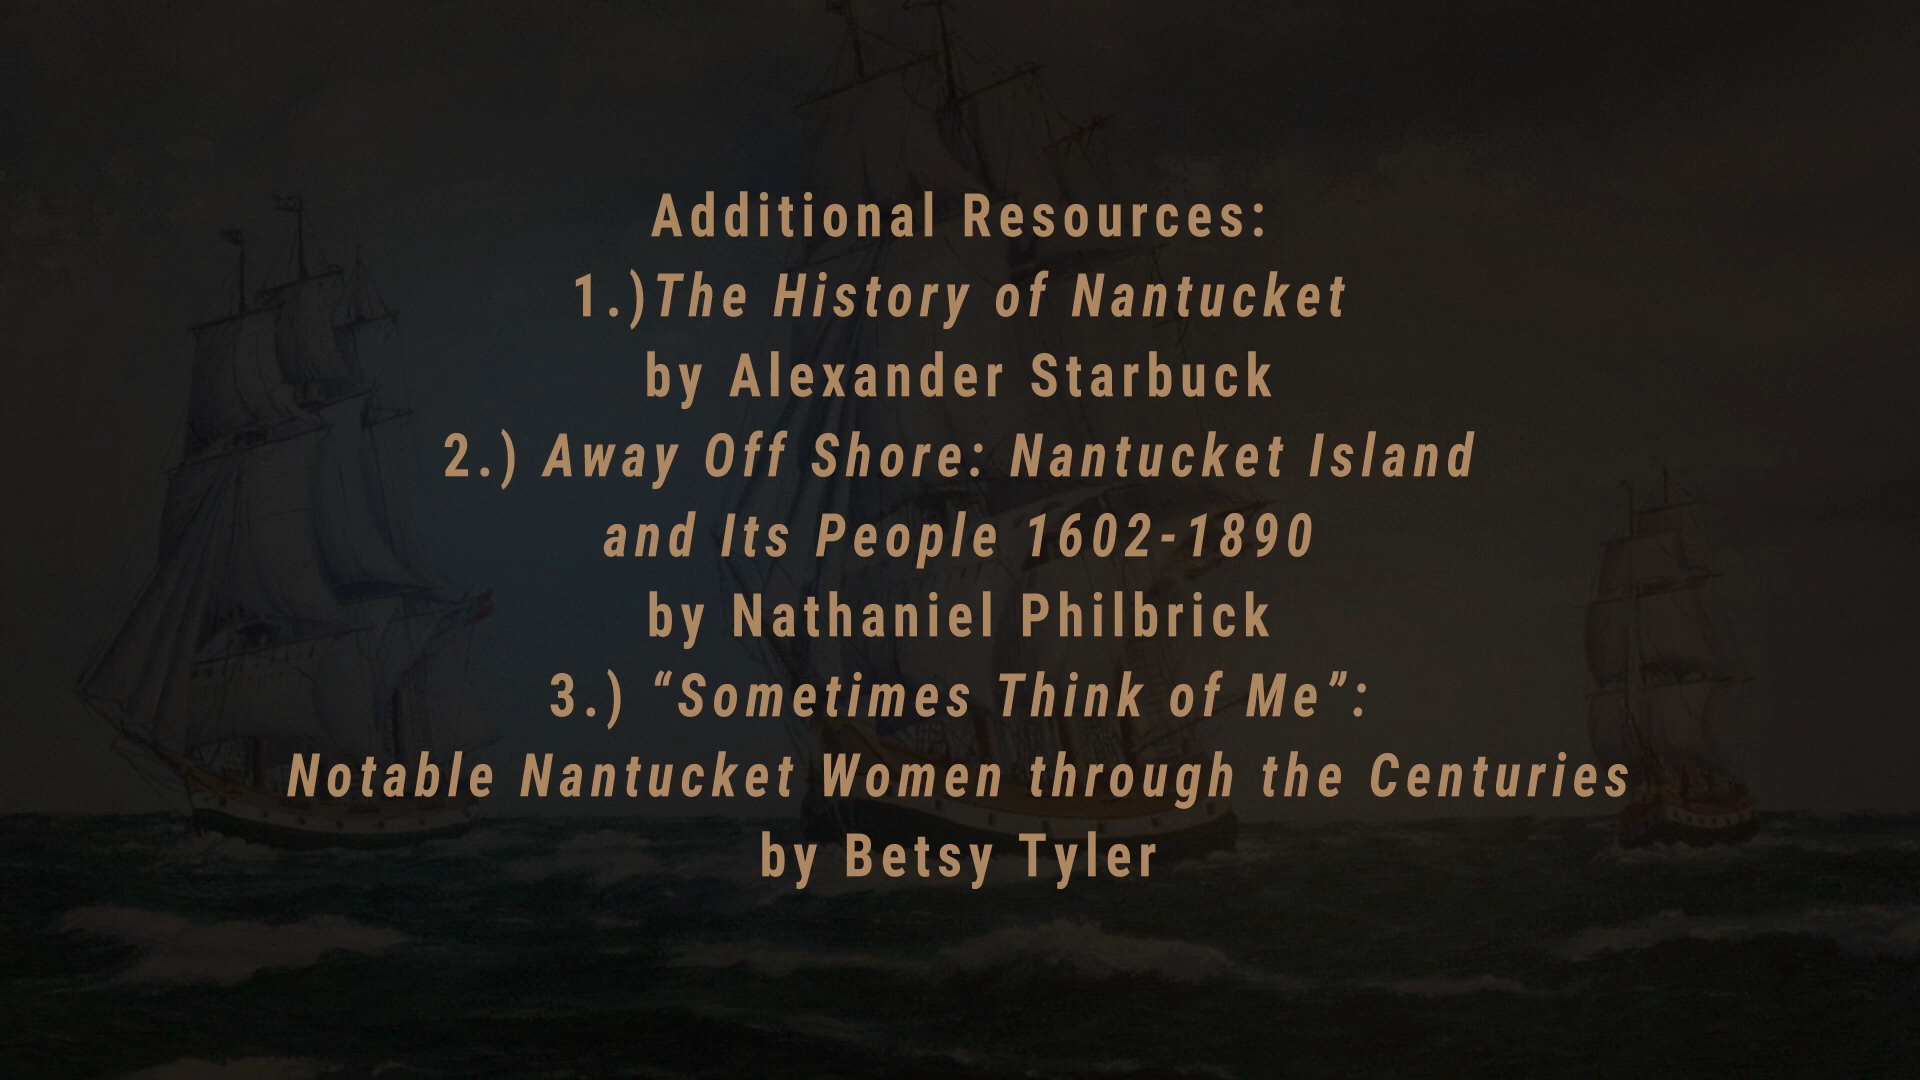 Additional Resources:
1.)The History of Nantucket
by Alexander Starbuck
2.) Away Off Shore: Nantucket Island
and Its People 1602-1890
by Nathaniel Philbrick
3.) “Sometimes Think of Me”:
Notable Nantucket Women through the Centuries
by Betsy Tyler